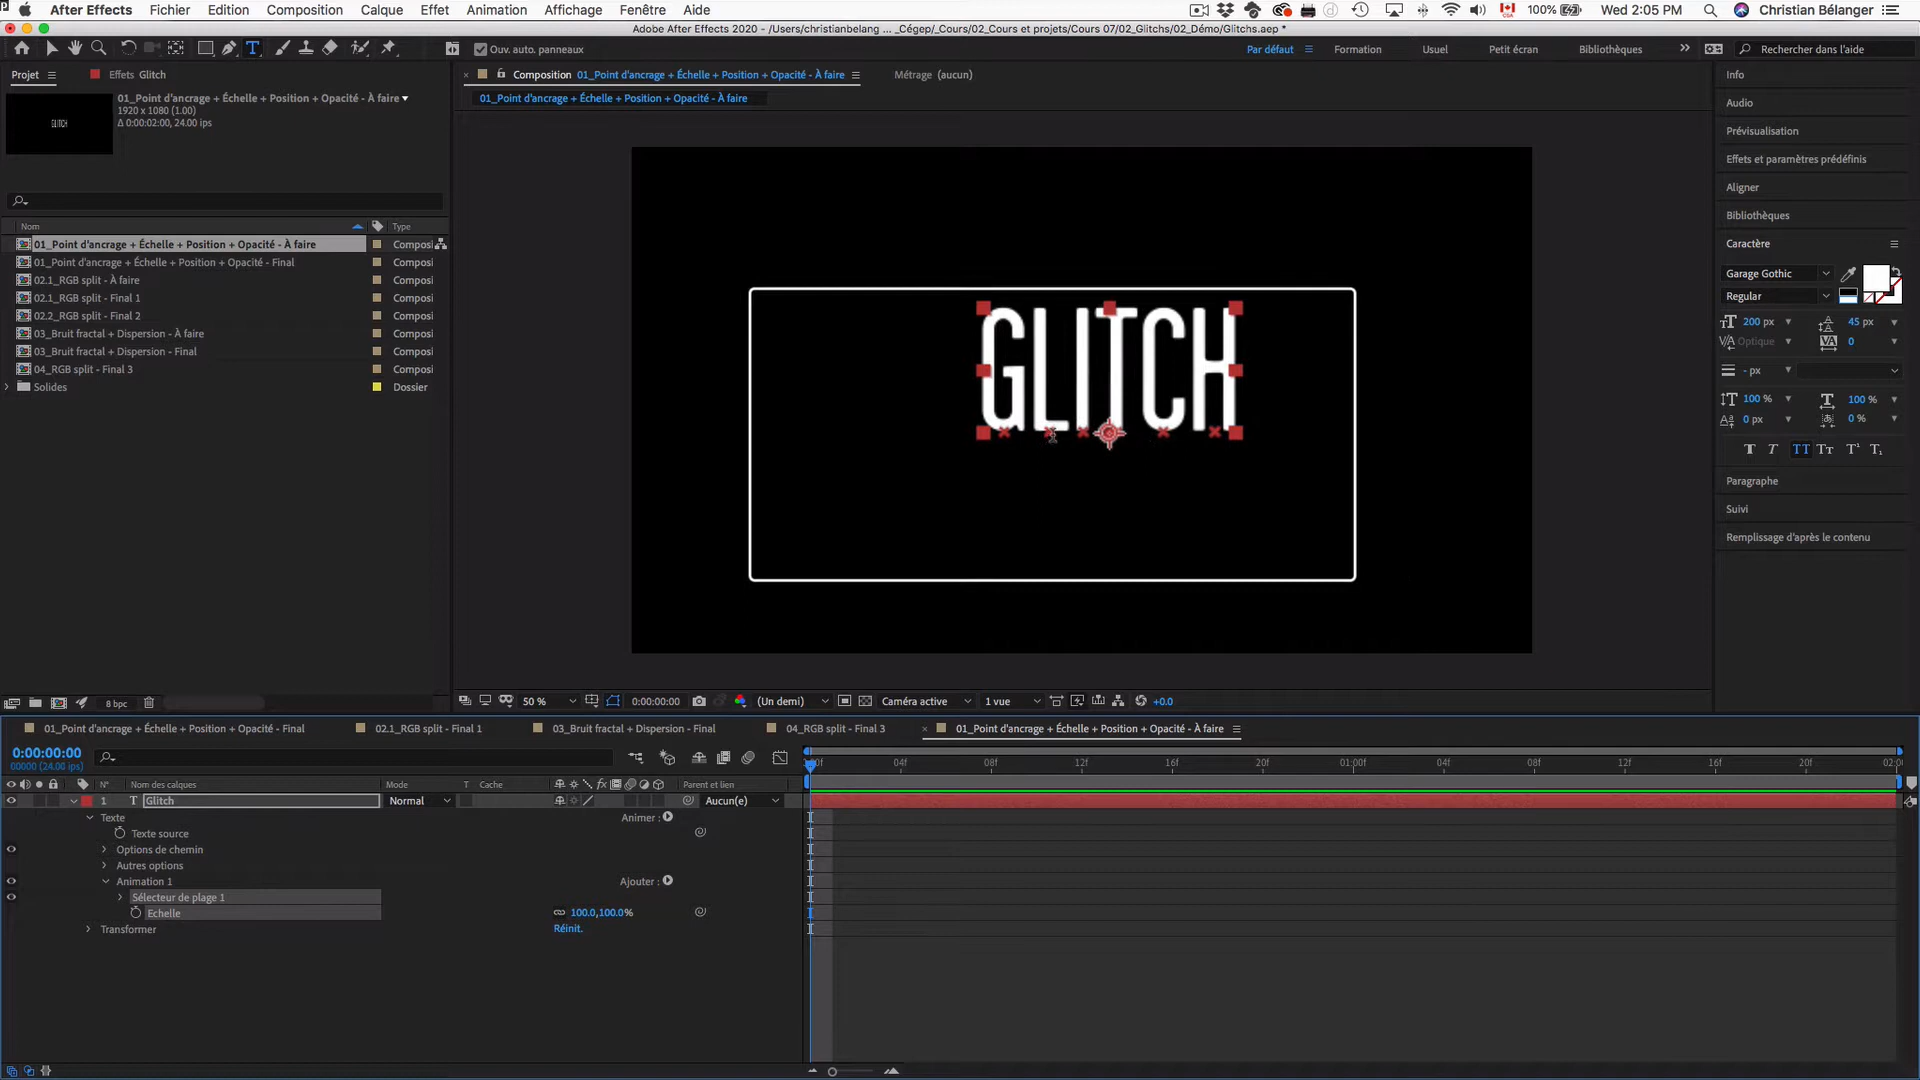 After Effects Fichier Edition Composition Calque Effet Animation Affichage Fenêtre Aide 100% Wed 2:05 PM Christian Bélanger
Adobe After Effects 2020 - /Users/christianbelang ... _Cégep/_Cours/02_Cours et projets/Cours 07/02_Glitchs/02_Démo/Glitchs.aep *
Ouv. auto. panneaux Par défaut Formation Usuel Petit écran Bibliothèques Rechercher dans l'aide
Projet Effets Glitch
Composition 01_Point d'ancrage + Échelle + Position + Opacité - À faire Métrage (aucun)
01_Point d'ancrage + Échelle + Position + Opacité - À faire
01_Point d'ancrage + Échelle + Position + Opacité - À faire
1920 x 1080 (1.00)
Δ 0:00:02:00, 24.00 ips
GLITCH
Nom Type
01_Point d'ancrage + Échelle + Position + Opacité - À faire Composi
01_Point d'ancrage + Échelle + Position + Opacité - Final Composi
02.1_RGB split - À faire Composi
02.1_RGB split - Final 1 Composi
02.2_RGB split - Final 2 Composi
03_Bruit fractal + Dispersion - À faire Composi
03_Bruit fractal + Dispersion - Final Composi
04_RGB split - Final 3 Composi
Solides Dossier
8 bpc
GLITCH
50 % 0:00:00:00 (Un demi) Caméra active 1 vue +0.0
Info
Audio
Prévisualisation
Effets et paramètres prédéfinis
Aligner
Bibliothèques
Caractère
Garage Gothic
Regular
200 px 45 px
Optique 0
- px
100 % 100 %
0 px 0 %
Paragraphe
Suivi
Remplissage d'après le contenu
01_Point d'ancrage + Échelle + Position + Opacité - Final 02.1_RGB split - Final 1 03_Bruit fractal + Dispersion - Final 04_RGB split - Final 3 01_Point d'ancrage + Échelle + Position + Opacité - À faire
0:00:00:00
00000 (24.00 ips)
04f 08f 12f 16f 20f 01:00f 04f 08f 12f 16f 20f
N° Nom des calques Mode T Cache Parent et lien
1 T Glitch Normal Aucun(e)
Texte Animer :
Texte source
Options de chemin
Autres options
Animation 1 Ajouter :
Sélecteur de plage 1
Echelle 100.0,100.0%
Transformer Réinit.